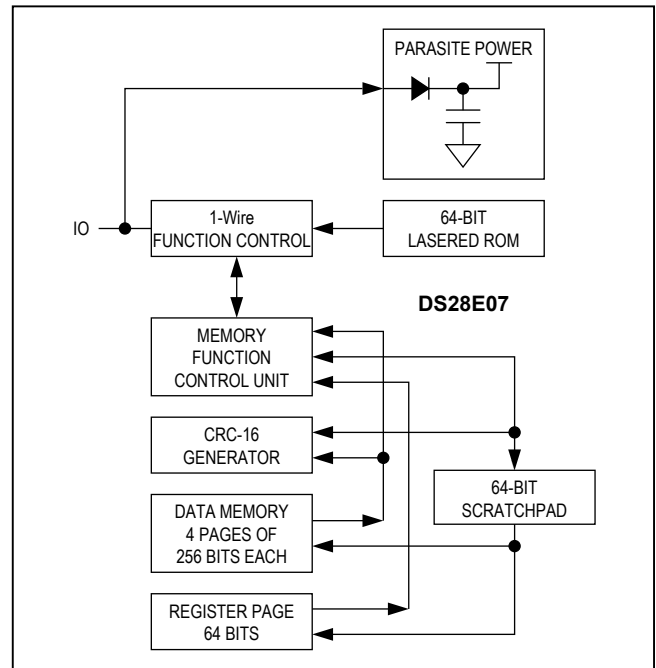 PARASITE POWER
IO
1-Wire
FUNCTION CONTROL
64-BIT
LASERED ROM
DS28E07
MEMORY
FUNCTION
CONTROL UNIT
CRC-16
GENERATOR
64-BIT
SCRATCHPAD
DATA MEMORY
4 PAGES OF
256 BITS EACH
REGISTER PAGE
64 BITS